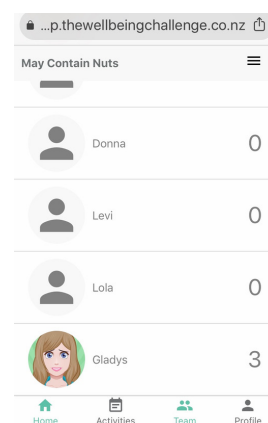 ...p.thewellbeingchallenge.co.nz
May Contain Nuts
Donna 0
Levi 0
Lola 0
Gladys 3
Home Activities Team Profile